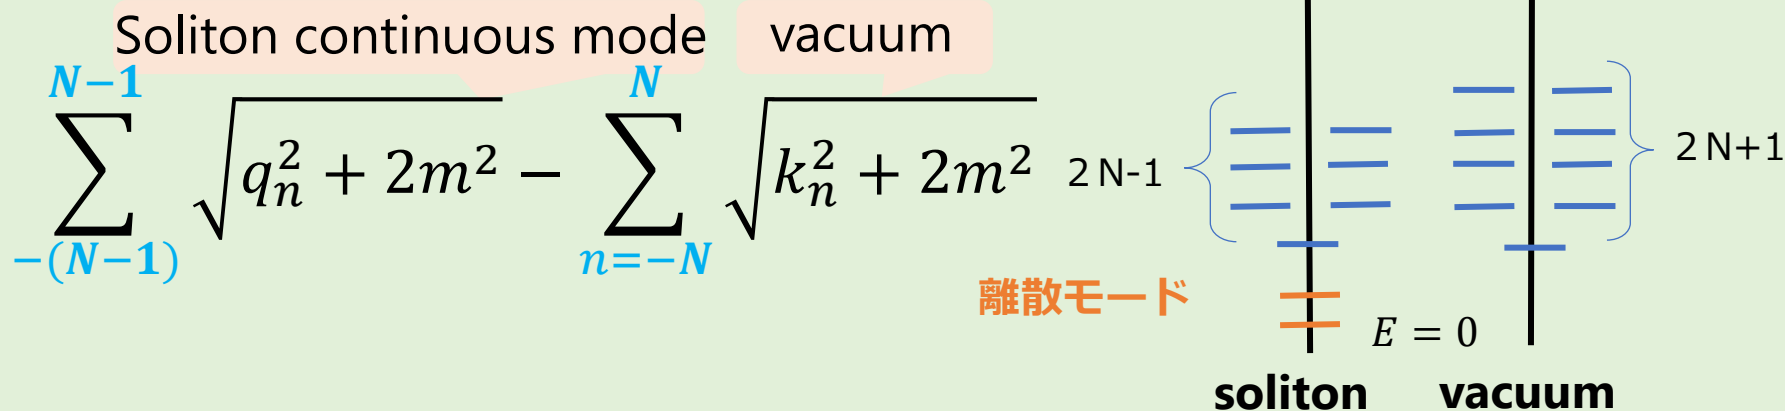 Soliton continuous mode vacuum
N−1 N
∑ √(q_n^2 + 2m^2) − ∑ √(k_n^2 + 2m^2)
−(N−1) n=−N
2N-1
2N+1
離散モード
E = 0
soliton vacuum